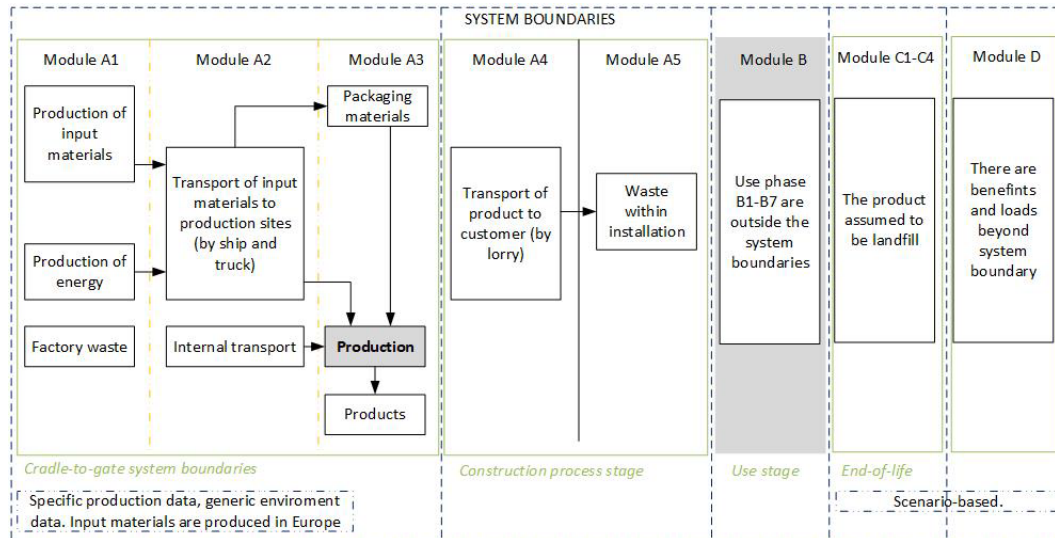 SYSTEM BOUNDARIES
Module A1
Module A2
Module A3
Module A4
Module A5
Module B
Module C1-C4
Module D
Production of
input
materials
Production of
energy
Factory waste
Transport of input
materials to
production sites
(by ship and
truck)
Internal transport
Packaging
materials
Production
Products
Transport of
product to
customer (by
lorry)
Waste
within
installation
Use phase
B1-B7 are
outside the
system
boundaries
The product
assumed to
be landfill
There are
benefints
and loads
beyond
system
boundary
Cradle-to-gate system boundaries
Construction process stage
Use stage
End-of-life
Specific production data, generic enviroment
data. Input materials are produced in Europe
Scenario-based.